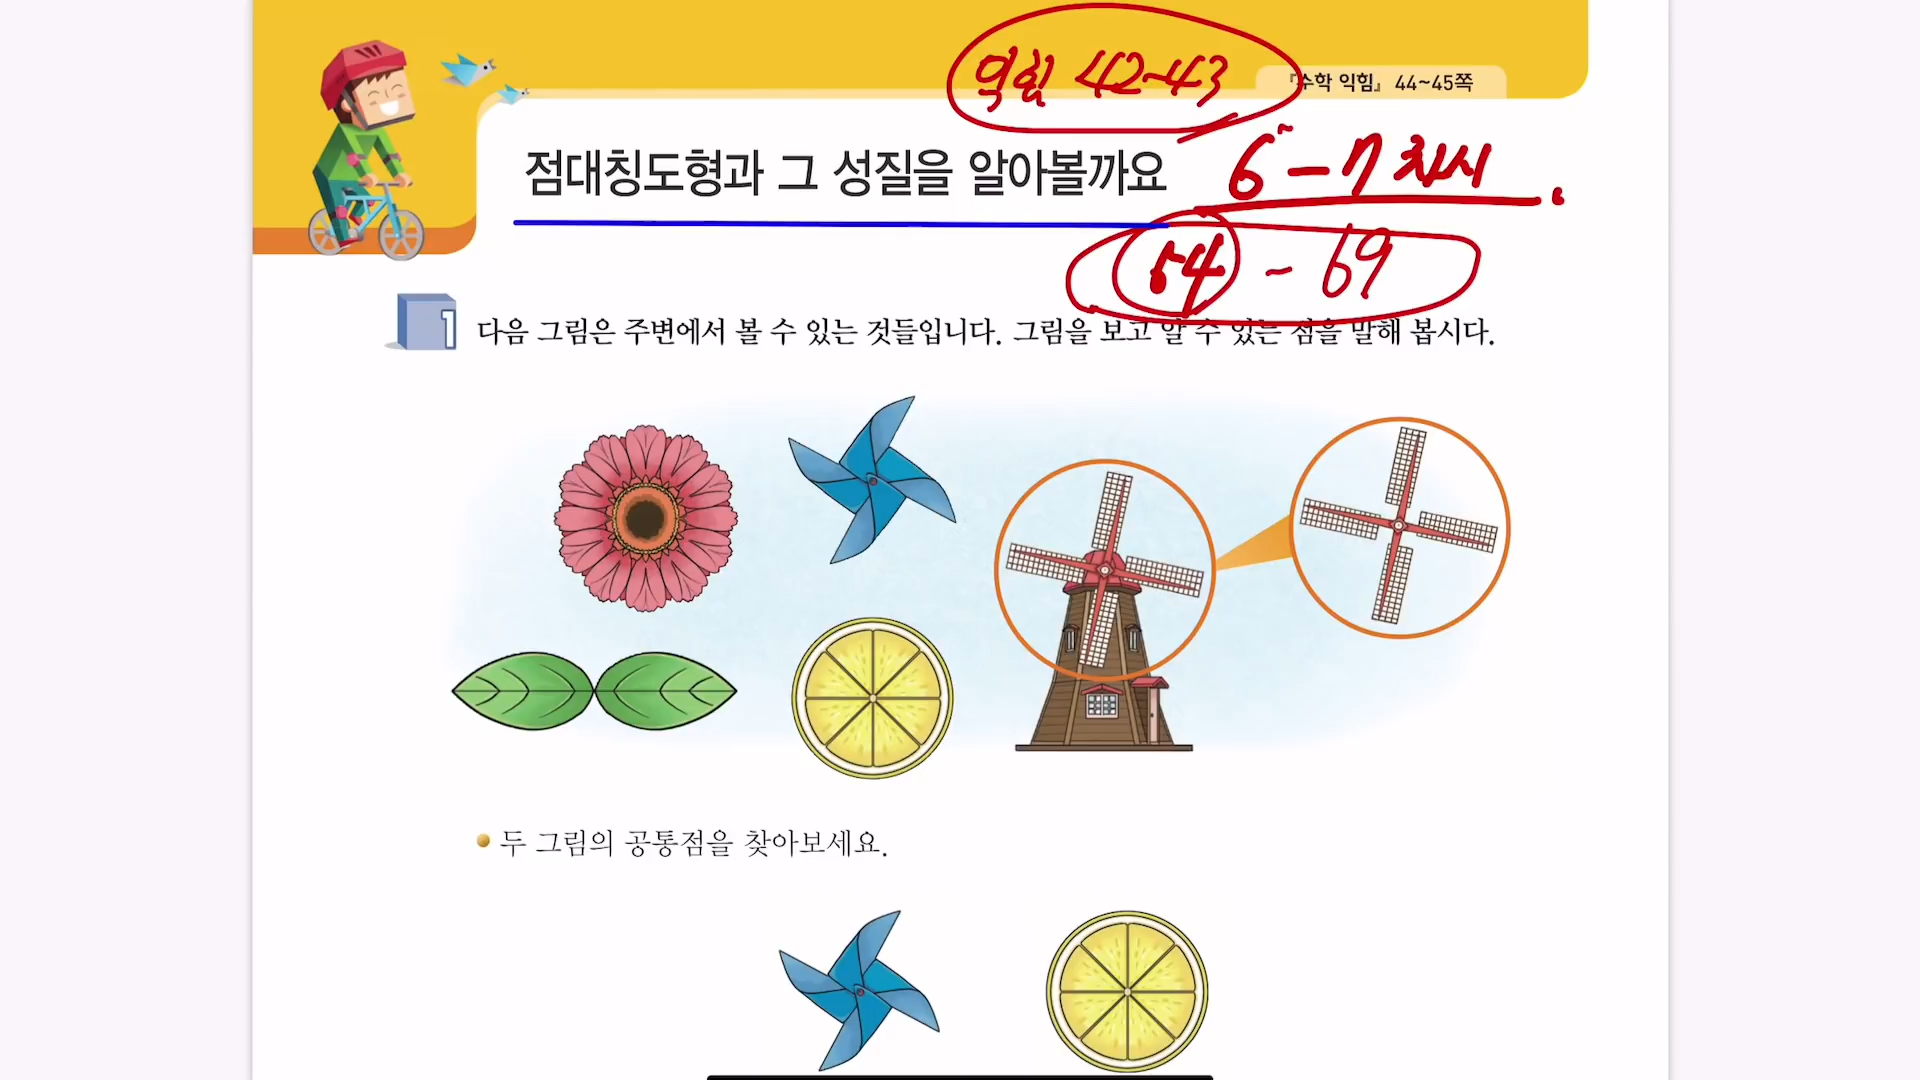 익힘 42~43
『수학 익힘』 44~45쪽
점대칭도형과 그 성질을 알아볼까요
6-7 차시.
64 ~ 69
1 다음 그림은 주변에서 볼 수 있는 것들입니다. 그림을 보고 알 수 있는 점을 말해 봅시다.
두 그림의 공통점을 찾아보세요.